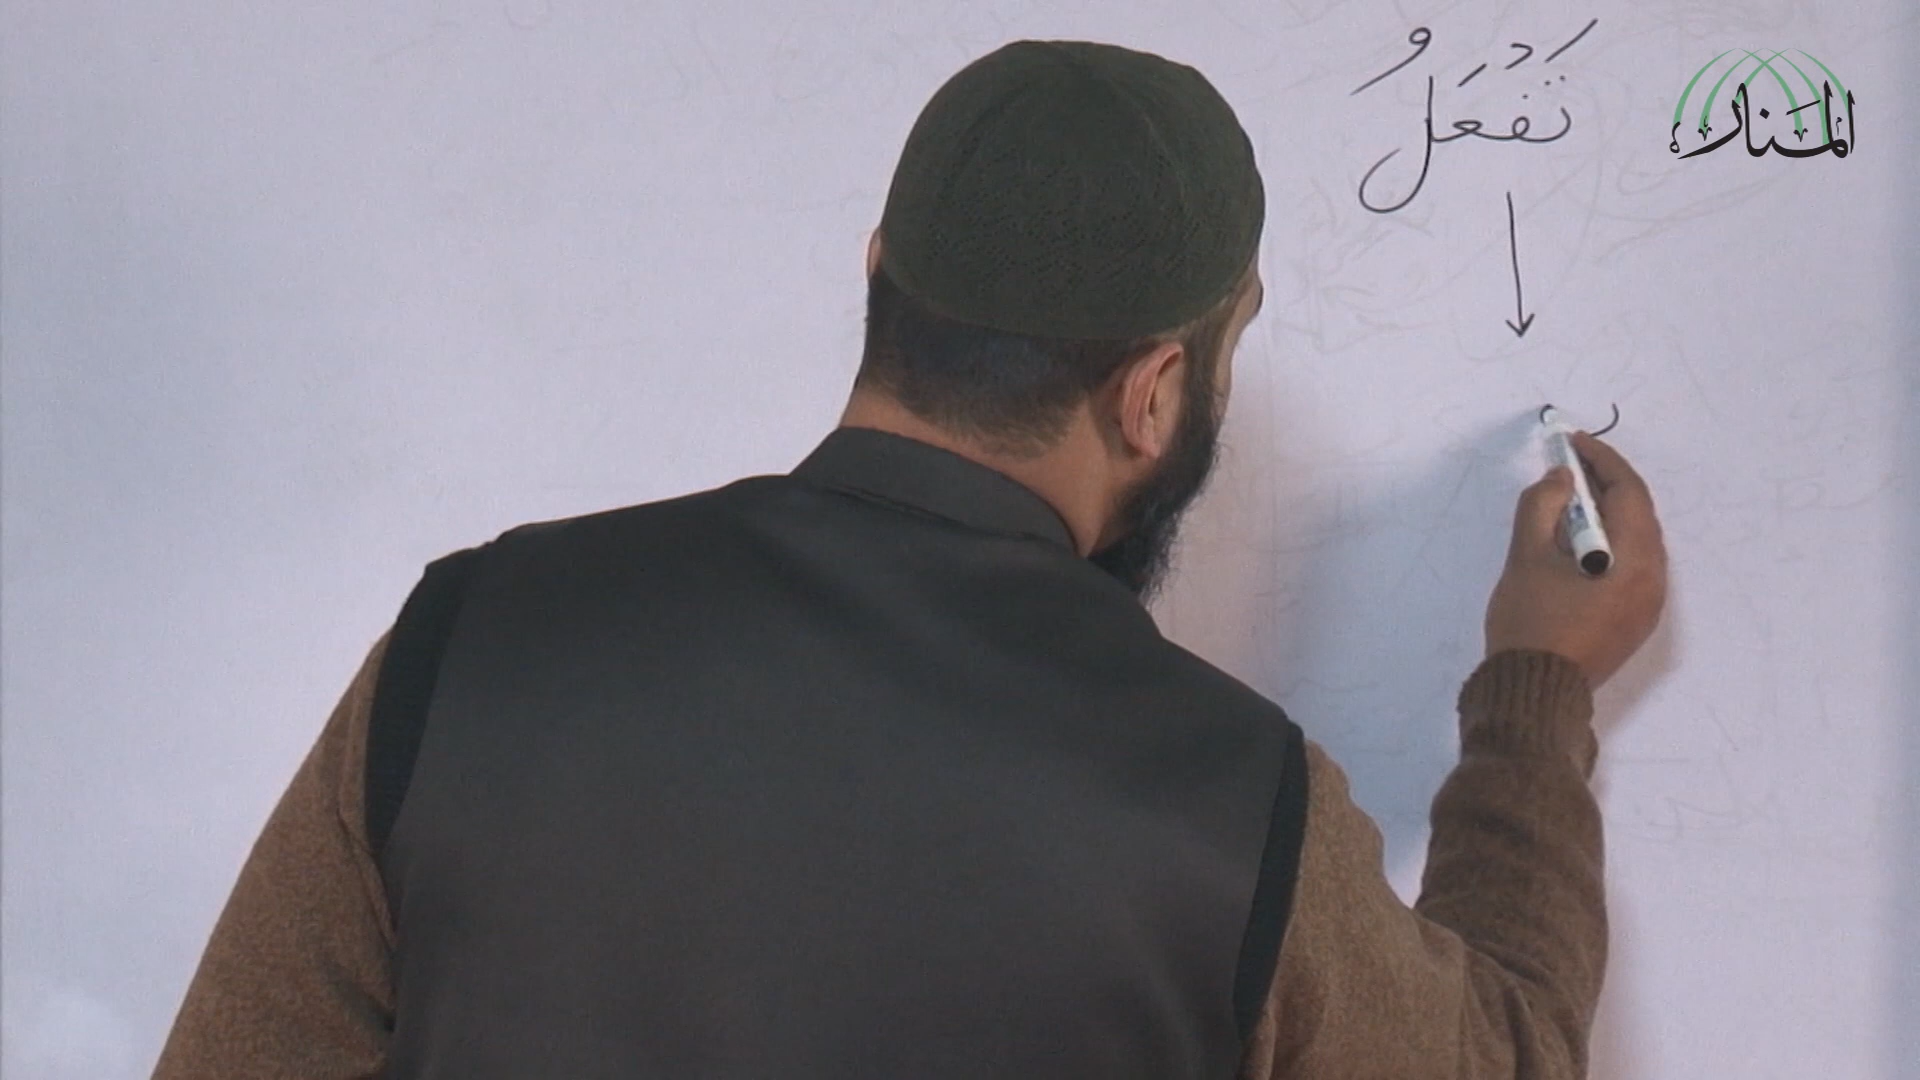 تَفْعَلُ
المنار